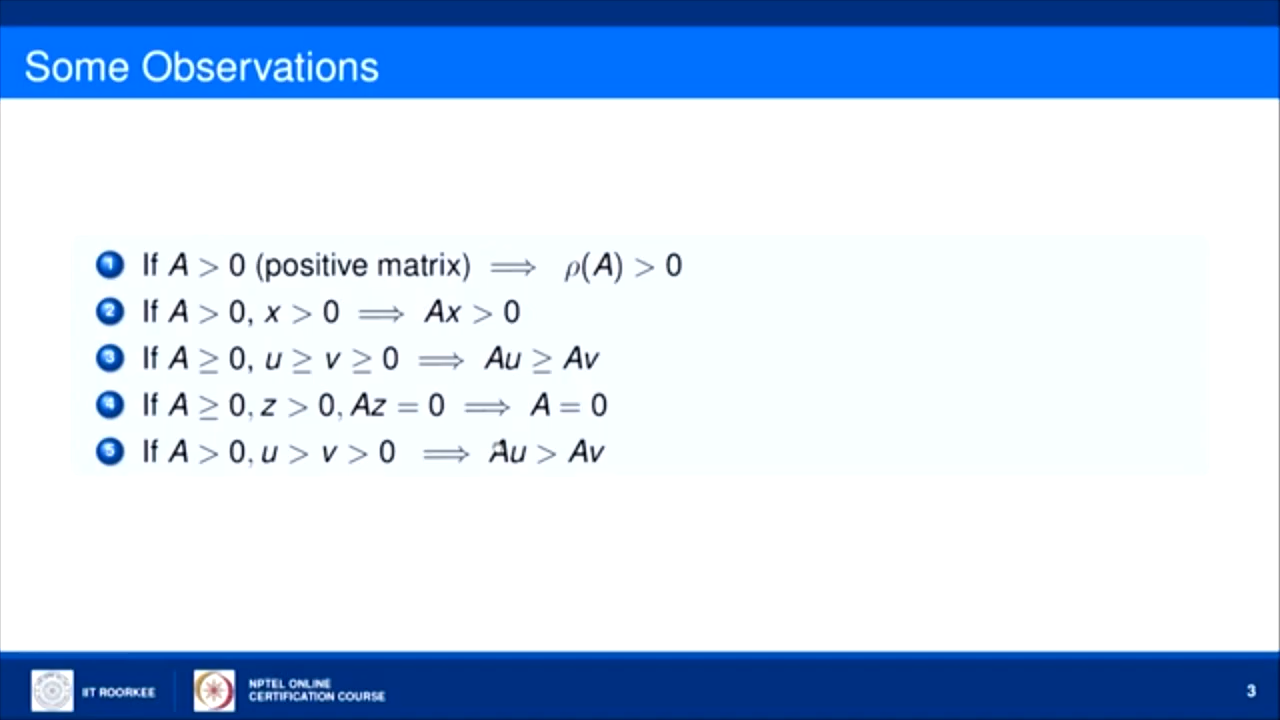 Some Observations
1 If A > 0 (positive matrix) ⟹ ρ(A) > 0
2 If A > 0, x > 0 ⟹ Ax > 0
3 If A ≥ 0, u ≥ v ≥ 0 ⟹ Au ≥ Av
4 If A ≥ 0, z > 0, Az = 0 ⟹ A = 0
5 If A > 0, u > v > 0 ⟹ Au > Av
IIT ROORKEE
NPTEL ONLINE
CERTIFICATION COURSE
3